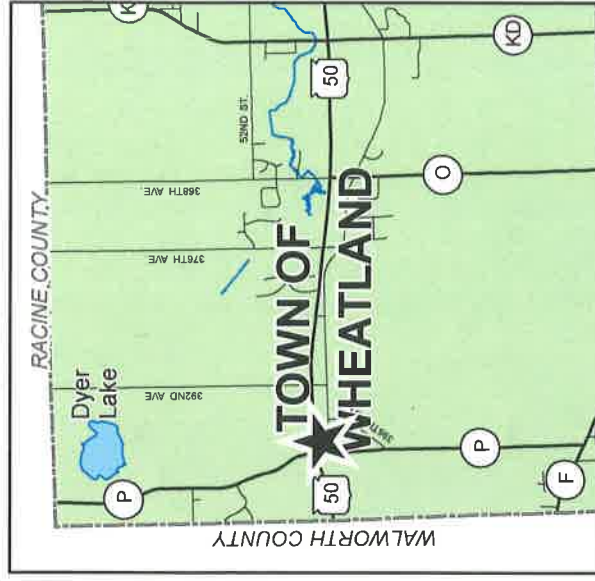 RACINE COUNTY
K
Dyer
Lake
52ND ST.
P
368TH AVE.
376TH AVE
392ND AVE
KD
50
TOWN OF
WHEATLAND
O
50
P
F
WALWORTH COUNTY